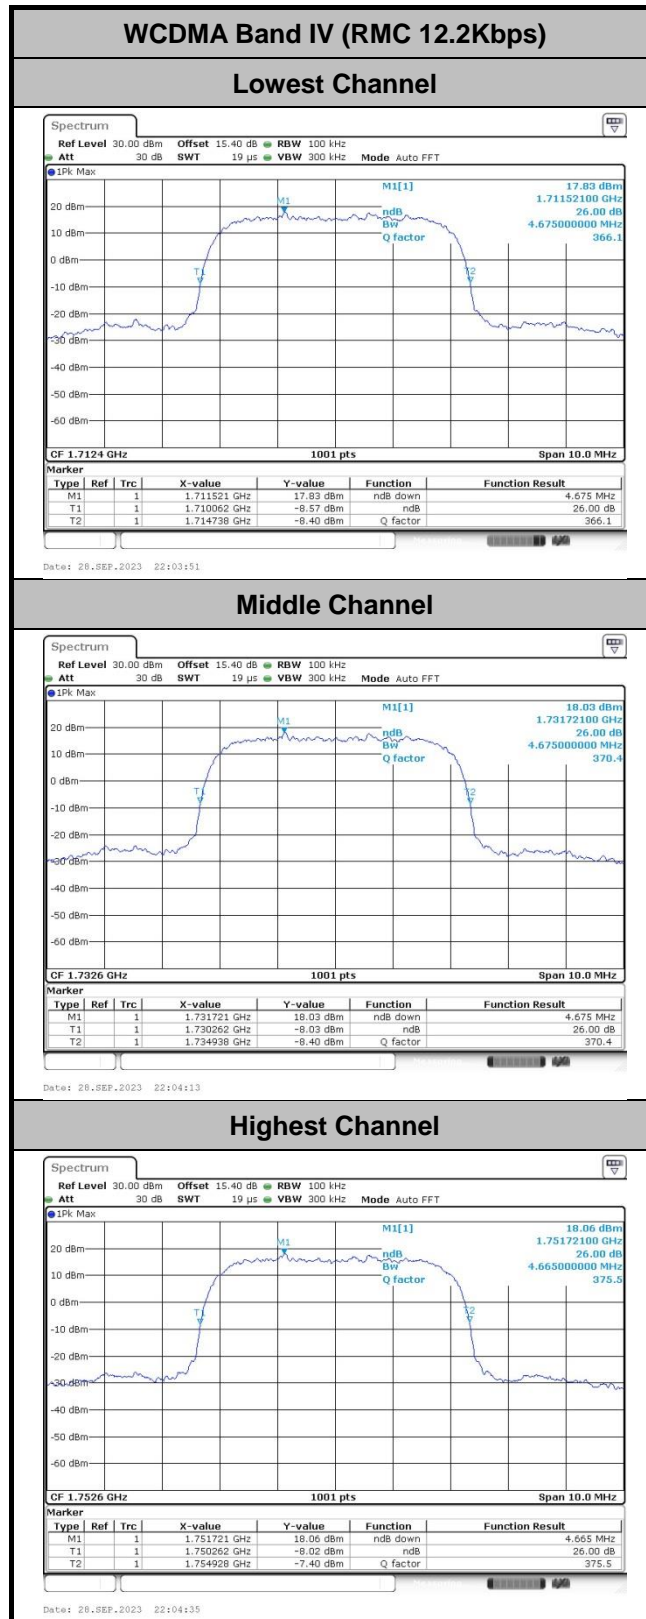 WCDMA Band IV (RMC 12.2Kbps)
Lowest Channel
Spectrum
Ref Level 30.00 dBm Offset 15.40 dB RBW 100 kHz
Att 30 dB SWT 19 µs VBW 300 kHz Mode Auto FFT
1Pk Max
M1[1] 17.83 dBm
1.71152100 GHz
ndB 26.00 dB
Bw 4.675000000 MHz
Q factor 366.1
M1
T1
T2
20 dBm
10 dBm
0 dBm
-10 dBm
-20 dBm
-30 dBm
-40 dBm
-50 dBm
-60 dBm
CF 1.7124 GHz 1001 pts Span 10.0 MHz
Marker
Type Ref Trc X-value Y-value Function Function Result
M1 1 1.711521 GHz 17.83 dBm ndB down 4.675 MHz
T1 1 1.710062 GHz -8.57 dBm ndB 26.00 dB
T2 1 1.714738 GHz -8.40 dBm Q factor 366.1
Date: 28.SEP.2023 22:03:51
Middle Channel
Spectrum
Ref Level 30.00 dBm Offset 15.40 dB RBW 100 kHz
Att 30 dB SWT 19 µs VBW 300 kHz Mode Auto FFT
1Pk Max
M1[1] 18.03 dBm
1.73172100 GHz
ndB 26.00 dB
Bw 4.675000000 MHz
Q factor 370.4
M1
T1
T2
20 dBm
10 dBm
0 dBm
-10 dBm
-20 dBm
-30 dBm
-40 dBm
-50 dBm
-60 dBm
CF 1.7326 GHz 1001 pts Span 10.0 MHz
Marker
Type Ref Trc X-value Y-value Function Function Result
M1 1 1.731721 GHz 18.03 dBm ndB down 4.675 MHz
T1 1 1.730262 GHz -8.03 dBm ndB 26.00 dB
T2 1 1.734938 GHz -8.40 dBm Q factor 370.4
Date: 28.SEP.2023 22:04:13
Highest Channel
Spectrum
Ref Level 30.00 dBm Offset 15.40 dB RBW 100 kHz
Att 30 dB SWT 19 µs VBW 300 kHz Mode Auto FFT
1Pk Max
M1[1] 18.06 dBm
1.75172100 GHz
ndB 26.00 dB
Bw 4.665000000 MHz
Q factor 375.5
M1
T1
T2
20 dBm
10 dBm
0 dBm
-10 dBm
-20 dBm
-30 dBm
-40 dBm
-50 dBm
-60 dBm
CF 1.7526 GHz 1001 pts Span 10.0 MHz
Marker
Type Ref Trc X-value Y-value Function Function Result
M1 1 1.751721 GHz 18.06 dBm ndB down 4.665 MHz
T1 1 1.750262 GHz -8.02 dBm ndB 26.00 dB
T2 1 1.754928 GHz -7.40 dBm Q factor 375.5
Date: 28.SEP.2023 22:04:35